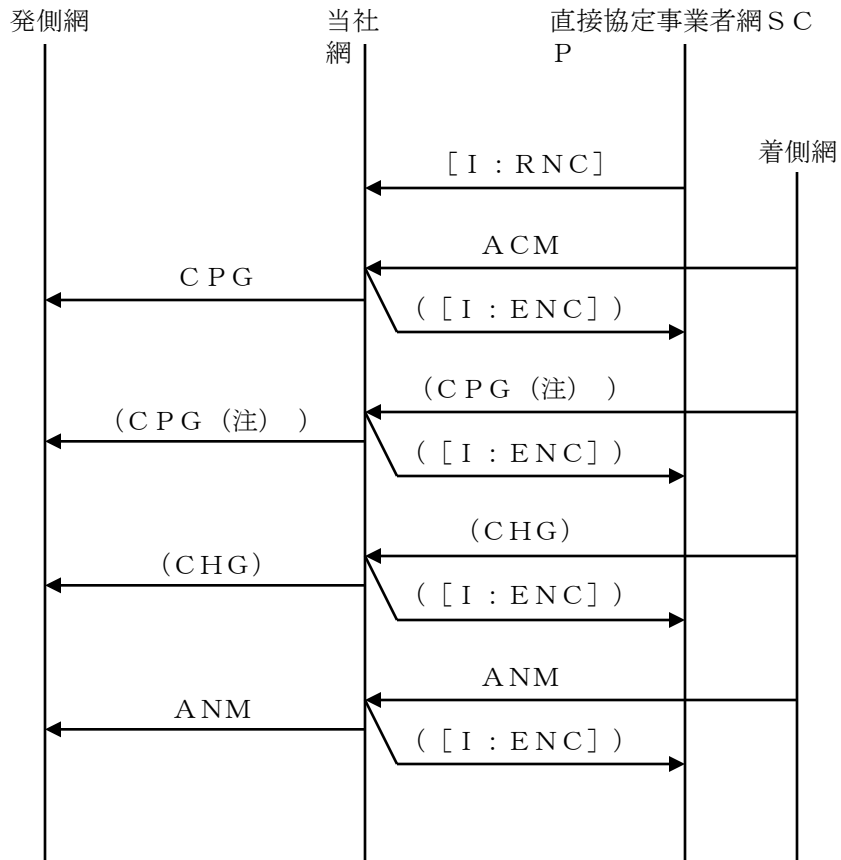 発側網
当社
網
直接協定事業者網ＳＣ
Ｐ
着側網
［Ｉ：ＲＮＣ］
ＡＣＭ
ＣＰＧ
（［Ｉ：ＥＮＣ］）
（ＣＰＧ（注） ）
（ＣＰＧ（注） ）
（［Ｉ：ＥＮＣ］）
（ＣＨＧ）
（ＣＨＧ）
（［Ｉ：ＥＮＣ］）
ＡＮＭ
ＡＮＭ
（［Ｉ：ＥＮＣ］）